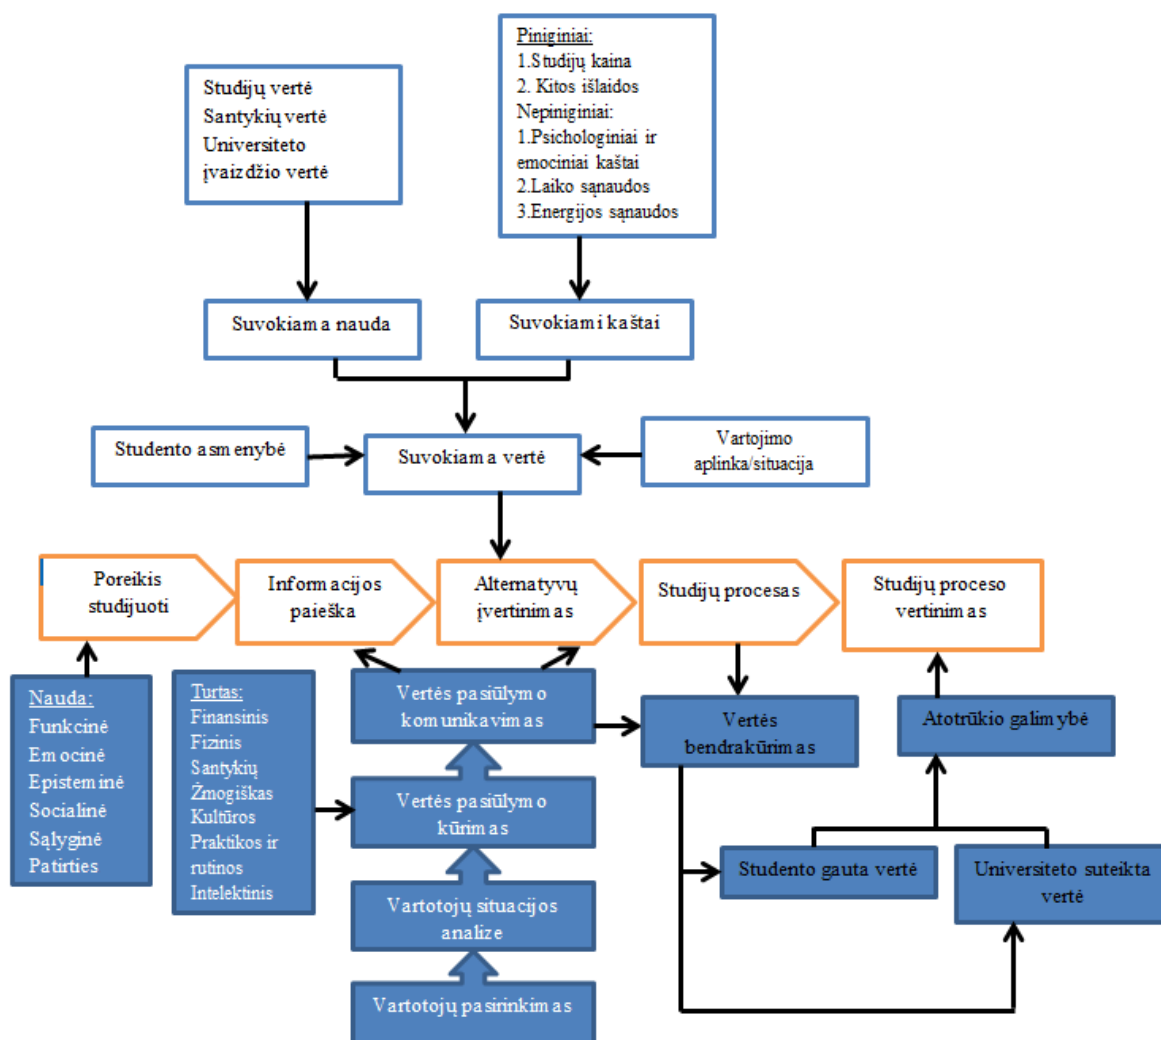 Piniginiai:
1.Studijų kaina
2. Kitos išlaidos
Nepiniginiai:
1.Psichologiniai ir
emociniai kaštai
2.Laiko sąnaudos
3.Energijos sąnaudos
Studijų vertė
Santykių vertė
Universiteto
įvaizdžio vertė
Suvokiama nauda
Suvokiami kaštai
Studento asmenybė
Suvokiama vertė
Vartojimo
aplinka/situacija
Poreikis
studijuoti
Informacijos
paieška
Alternatyvų
įvertinimas
Studijų procesas
Studijų proceso
vertinimas
Nauda:
Funkcinė
Emocinė
Episteminė
Socialinė
Sąlyginė
Patirties
Turtas:
Finansinis
Fizinis
Santykių
Žmogiškas
Kultūros
Praktikos ir
rutinos
Intelektinis
Vertės pasiūlymo
komunikavimas
Vertės pasiūlymo
kūrimas
Vartotojų situacijos
analize
Vartotojų pasirinkimas
Vertės
bendrakūrimas
Atotrūkio galimybė
Studento gauta vertė
Universiteto suteikta
vertė